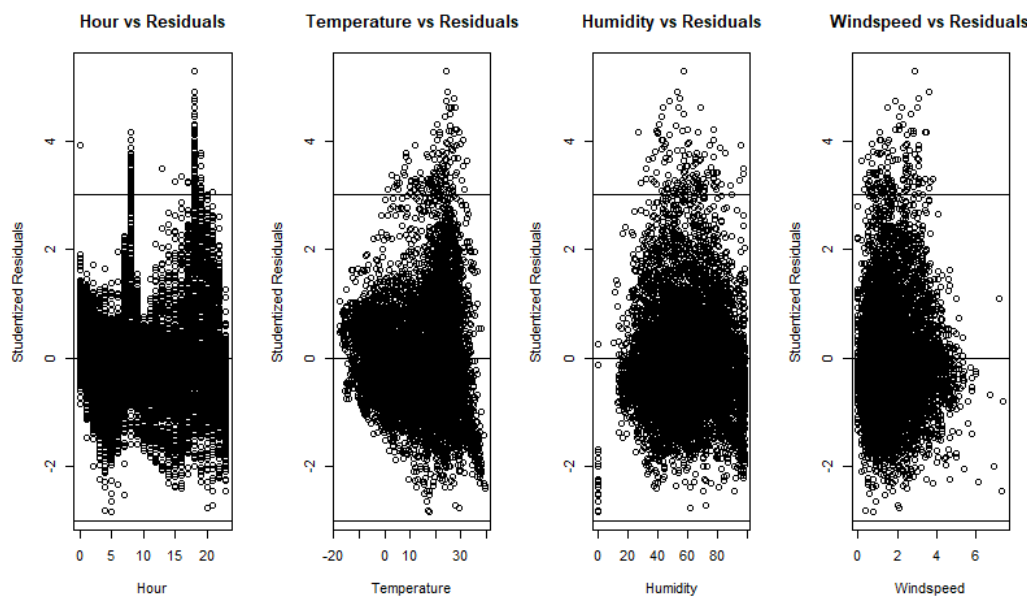 Hour vs Residuals
Studentized Residuals
-2 0 2 4
0 5 10 15 20
Hour
Temperature vs Residuals
Studentized Residuals
-2 0 2 4
-20 0 10 30
Temperature
Humidity vs Residuals
Studentized Residuals
-2 0 2 4
0 20 40 60 80
Humidity
Windspeed vs Residuals
Studentized Residuals
-2 0 2 4
0 2 4 6
Windspeed